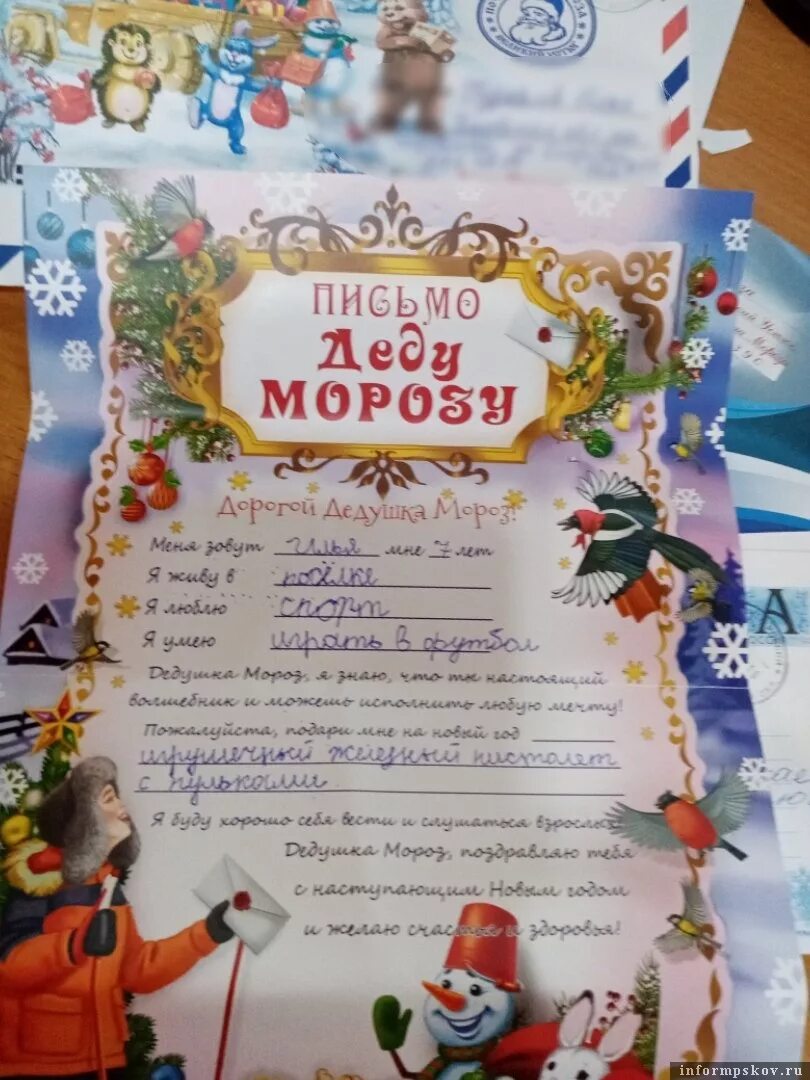 ПИСЬМО
Деду
МОРОЗУ
Дорогой Дедушка Мороз!
Меня зовут Илья мне 7 лет
Я живу в посёлке
Я люблю спорт
Я умею играть в футбол
Дедушка Мороз, я знаю, что ты настоящий
волшебник и можешь исполнить любую мечту!
Пожалуйста, подари мне на новый год
игрушечный железный пистолет
с пульками.
Я буду хорошо себя вести и слушаться взрослых
Дедушка Мороз, поздравляю тебя
с наступающим Новым годом
и желаю счастья и здоровья!
А
informpskov.ru